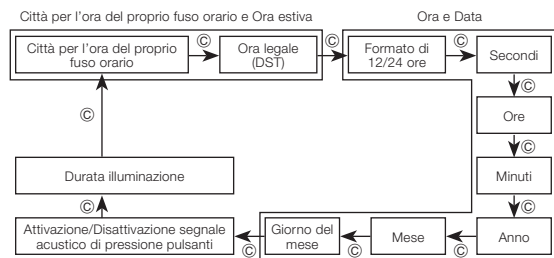 Città per l'ora del proprio fuso orario e Ora estiva
Ora e Data
Città per l'ora del proprio
fuso orario
©
Ora legale
(DST)
©
Formato di
12/24 ore
©
Secondi
©
Ore
©
Minuti
©
Anno
©
Mese
©
Giorno del
mese
©
Attivazione/Disattivazione segnale
acustico di pressione pulsanti
©
Durata illuminazione
©